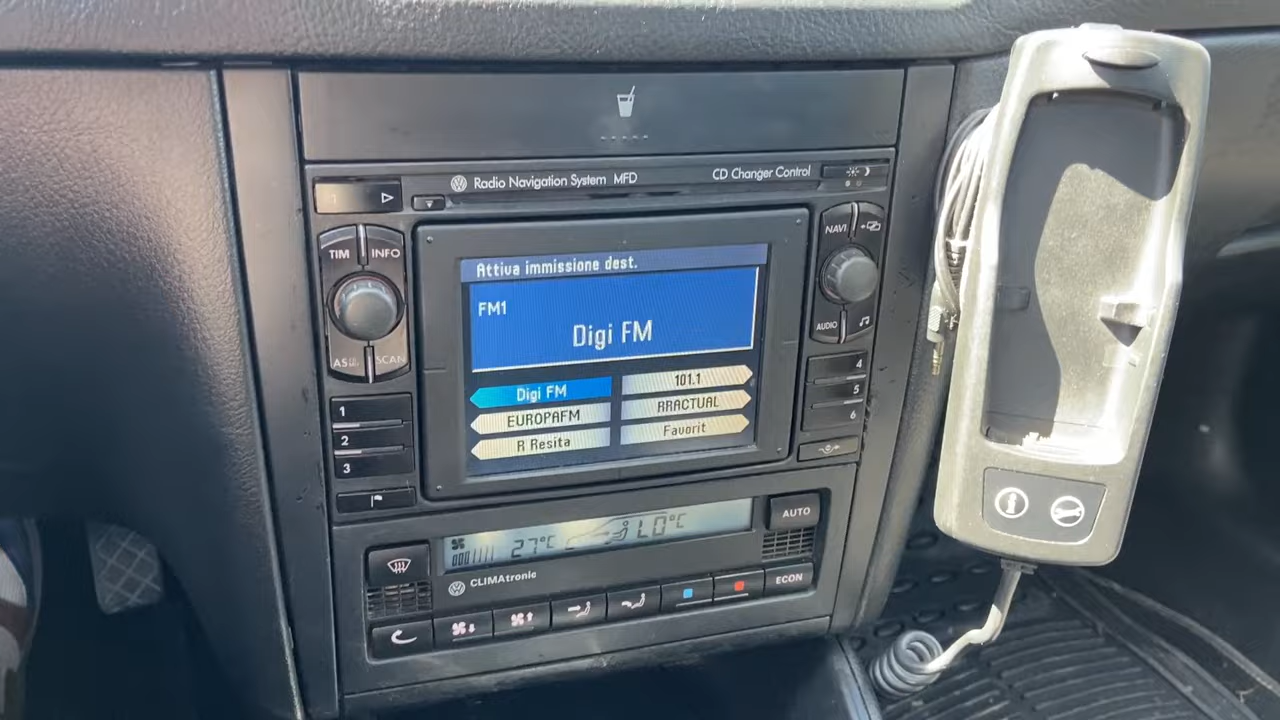 Radio Navigation System MFD
CD Changer Control
TIM
INFO
NAVI
Attiva immissione dest.
FM1
Digi FM
AS
SCAN
AUDIO
Digi FM
101.1
EUROPAFM
RRACTUAL
R Resita
Favorit
1
2
3
4
5
6
AUTO
27°C
LO°C
CLIMAtronic
ECON